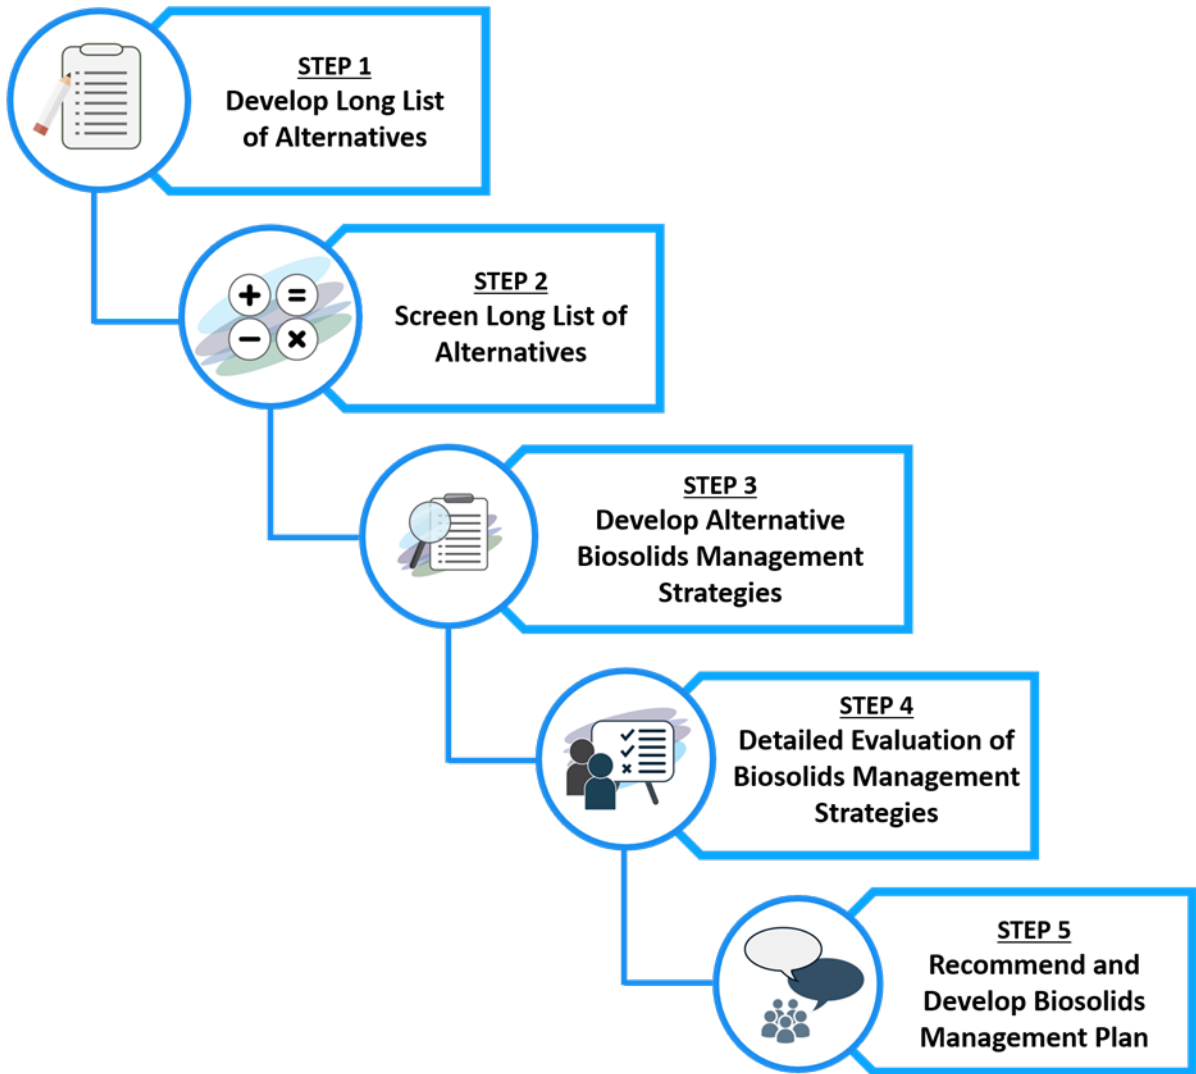 STEP 1
Develop Long List
of Alternatives
STEP 2
Screen Long List of
Alternatives
STEP 3
Develop Alternative
Biosolids Management
Strategies
STEP 4
Detailed Evaluation of
Biosolids Management
Strategies
STEP 5
Recommend and
Develop Biosolids
Management Plan